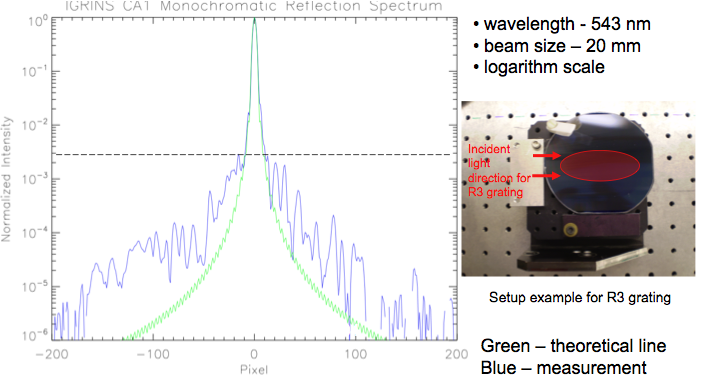 IGRINS CA1 Monochromatic Reflection Spectrum
Normalized Intensity
10⁰
10⁻¹
10⁻²
10⁻³
10⁻⁴
10⁻⁵
10⁻⁶
−200
−100
0
100
200
Pixel
• wavelength - 543 nm
• beam size – 20 mm
• logarithm scale
Incident
light
direction for
R3 grating
Setup example for R3 grating
Green – theoretical line
Blue – measurement